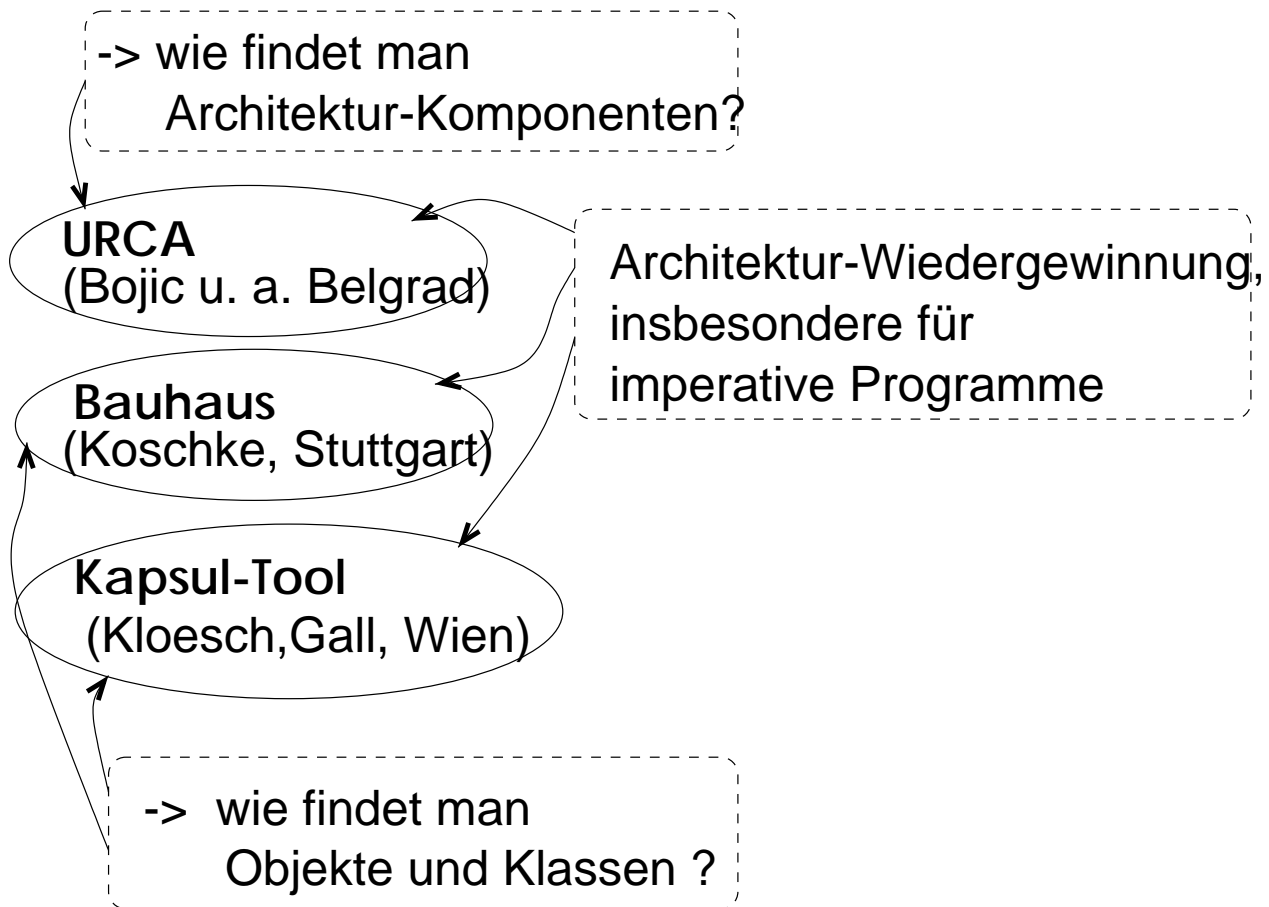 -> wie findet man
Architektur-Komponenten?
URCA
(Bojic u. a. Belgrad)
Architektur-Wiedergewinnung,
insbesondere für
imperative Programme
Bauhaus
(Koschke, Stuttgart)
Kapsul-Tool
(Kloesch,Gall, Wien)
-> wie findet man
Objekte und Klassen ?